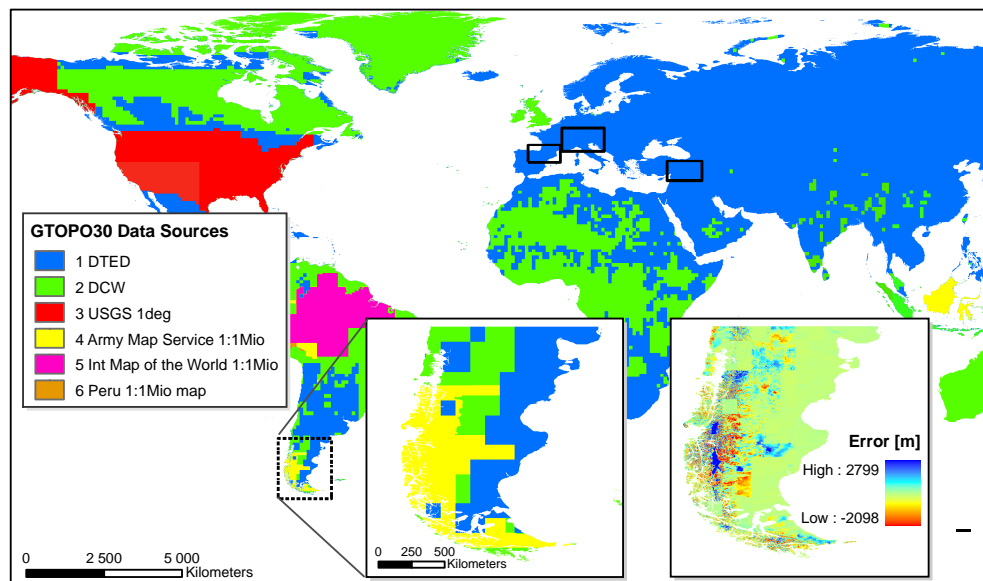 GTOPO30 Data Sources
1 DTED
2 DCW
3 USGS 1deg
4 Army Map Service 1:1Mio
5 Int Map of the World 1:1Mio
6 Peru 1:1Mio map
Error [m]
High : 2799
Low : -2098
0 2 500 5 000
Kilometers
0 250 500
Kilometers